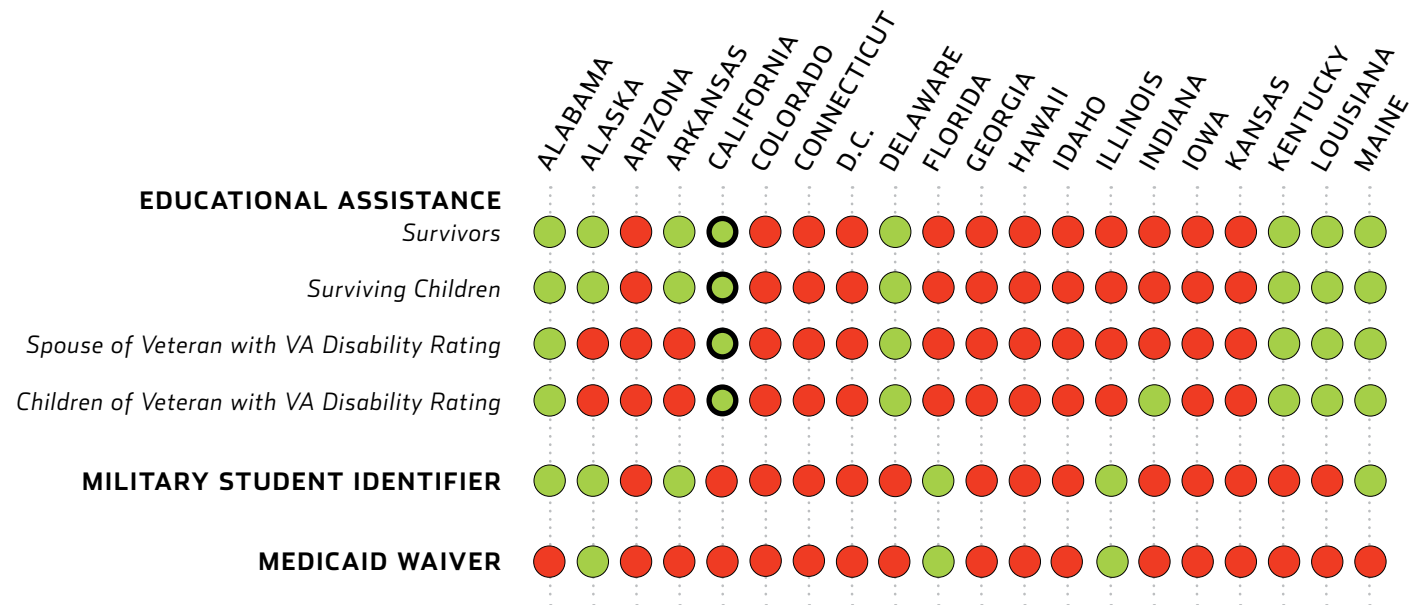 ALABAMA
ALASKA
ARIZONA
ARKANSAS
CALIFORNIA
COLORADO
CONNECTICUT
D.C.
DELAWARE
FLORIDA
GEORGIA
HAWAII
IDAHO
ILLINOIS
INDIANA
IOWA
KANSAS
KENTUCKY
LOUISIANA
MAINE
EDUCATIONAL ASSISTANCE
Survivors
Surviving Children
Spouse of Veteran with VA Disability Rating
Children of Veteran with VA Disability Rating
MILITARY STUDENT IDENTIFIER
MEDICAID WAIVER